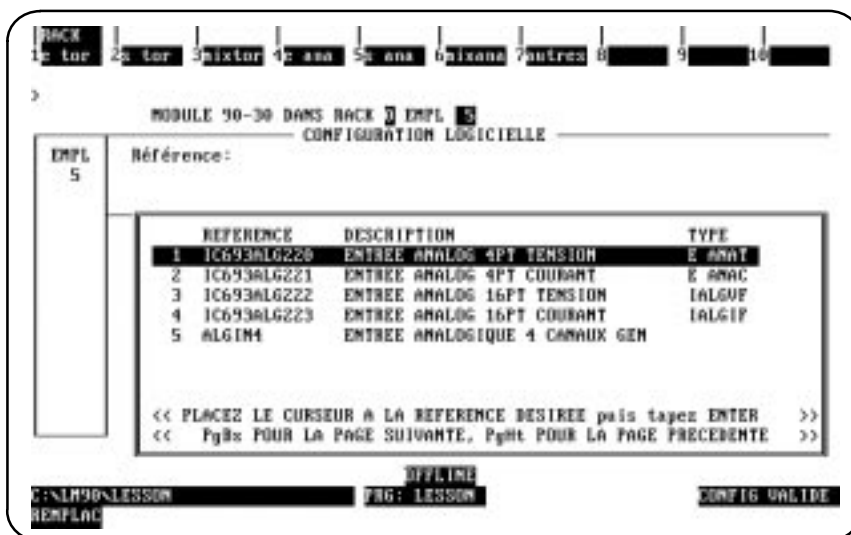 RACK
1e tor 2s tor 3mixtor 4e ana 5s ana 6mixana 7autres 8 9 10
>
MODULE 90-30 DANS RACK 0 EMPL 5
CONFIGURATION LOGICIELLE
EMPL Référence:
5
REFERENCE DESCRIPTION TYPE
1 IC693ALG220 ENTREE ANALOG 4PT TENSION E ANAT
2 IC693ALG221 ENTREE ANALOG 4PT COURANT E ANAC
3 IC693ALG222 ENTREE ANALOG 16PT TENSION IALGVF
4 IC693ALG223 ENTREE ANALOG 16PT COURANT IALGIF
5 ALGIN4 ENTREE ANALOGIQUE 4 CANAUX GEN
<< PLACEZ LE CURSEUR A LA REFERENCE DESIREE puis tapez ENTER >>
<< PgBs POUR LA PAGE SUIVANTE, PgHt POUR LA PAGE PRECEDENTE >>
OFFLINE
C:\LM90\LESSON PRG: LESSON CONFIG VALIDE
REMPLAC